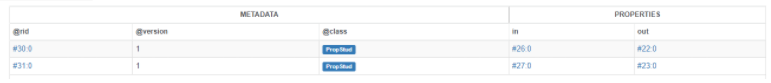 METADATA PROPERTIES
@rid @version @class in out
#30:0 1 PropStud #26:0 #22:0
#31:0 1 PropStud #27:0 #23:0